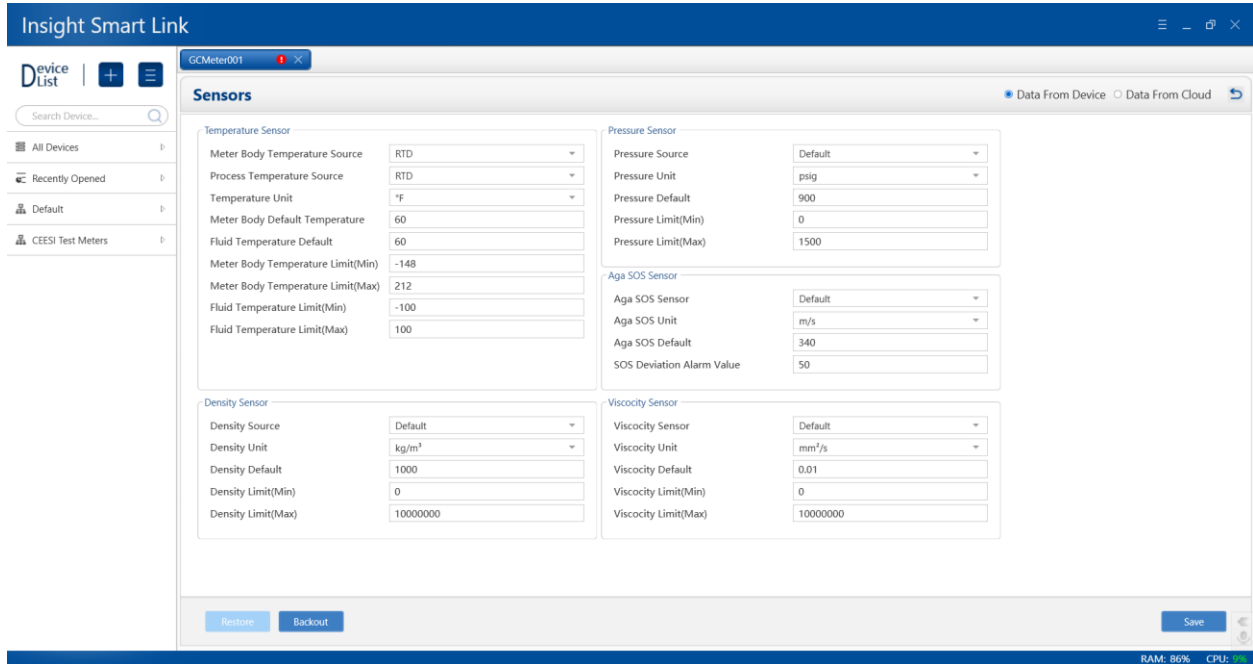 Insight Smart Link
Device List
Search Device...
All Devices
Recently Opened
Default
CEESI Test Meters
GCMeter001
Sensors
Data From Device Data From Cloud
Temperature Sensor
Meter Body Temperature Source RTD
Process Temperature Source RTD
Temperature Unit °F
Meter Body Default Temperature 60
Fluid Temperature Default 60
Meter Body Temperature Limit(Min) -148
Meter Body Temperature Limit(Max) 212
Fluid Temperature Limit(Min) -100
Fluid Temperature Limit(Max) 100
Pressure Sensor
Pressure Source Default
Pressure Unit psig
Pressure Default 900
Pressure Limit(Min) 0
Pressure Limit(Max) 1500
Aga SOS Sensor
Aga SOS Sensor Default
Aga SOS Unit m/s
Aga SOS Default 340
SOS Deviation Alarm Value 50
Density Sensor
Density Source Default
Density Unit kg/m³
Density Default 1000
Density Limit(Min) 0
Density Limit(Max) 10000000
Viscocity Sensor
Viscocity Sensor Default
Viscocity Unit mm²/s
Viscocity Default 0.01
Viscocity Limit(Min) 0
Viscocity Limit(Max) 10000000
Restore Backout Save
RAM: 86% CPU: 9%